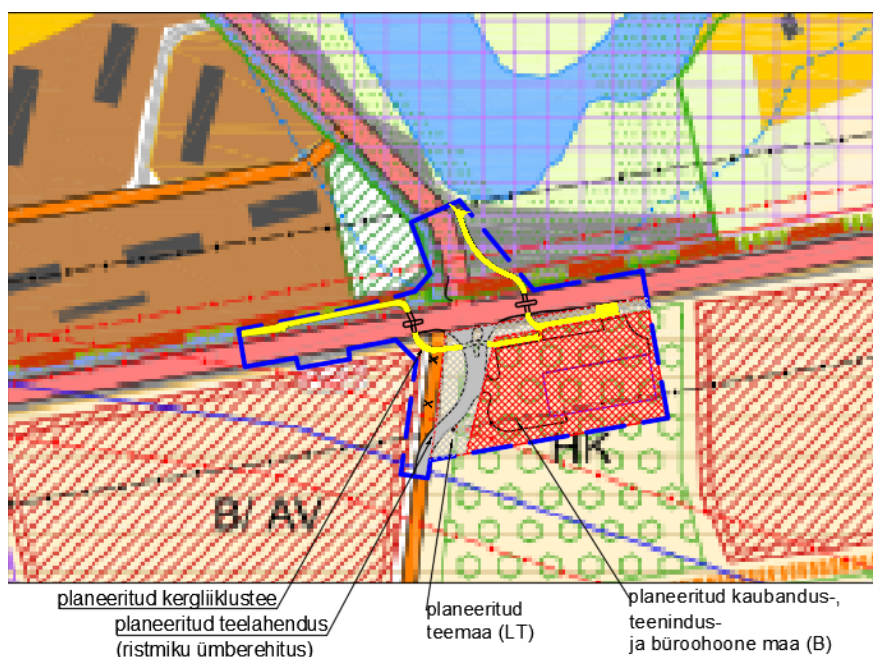 HK
B/ AV
planeeritud kergliiklustee
planeeritud teelahendus
(ristmiku ümberehitus)
planeeritud
teemaa (LT)
planeeritud kaubandus-,
teenindus-
ja büroohoone maa (B)